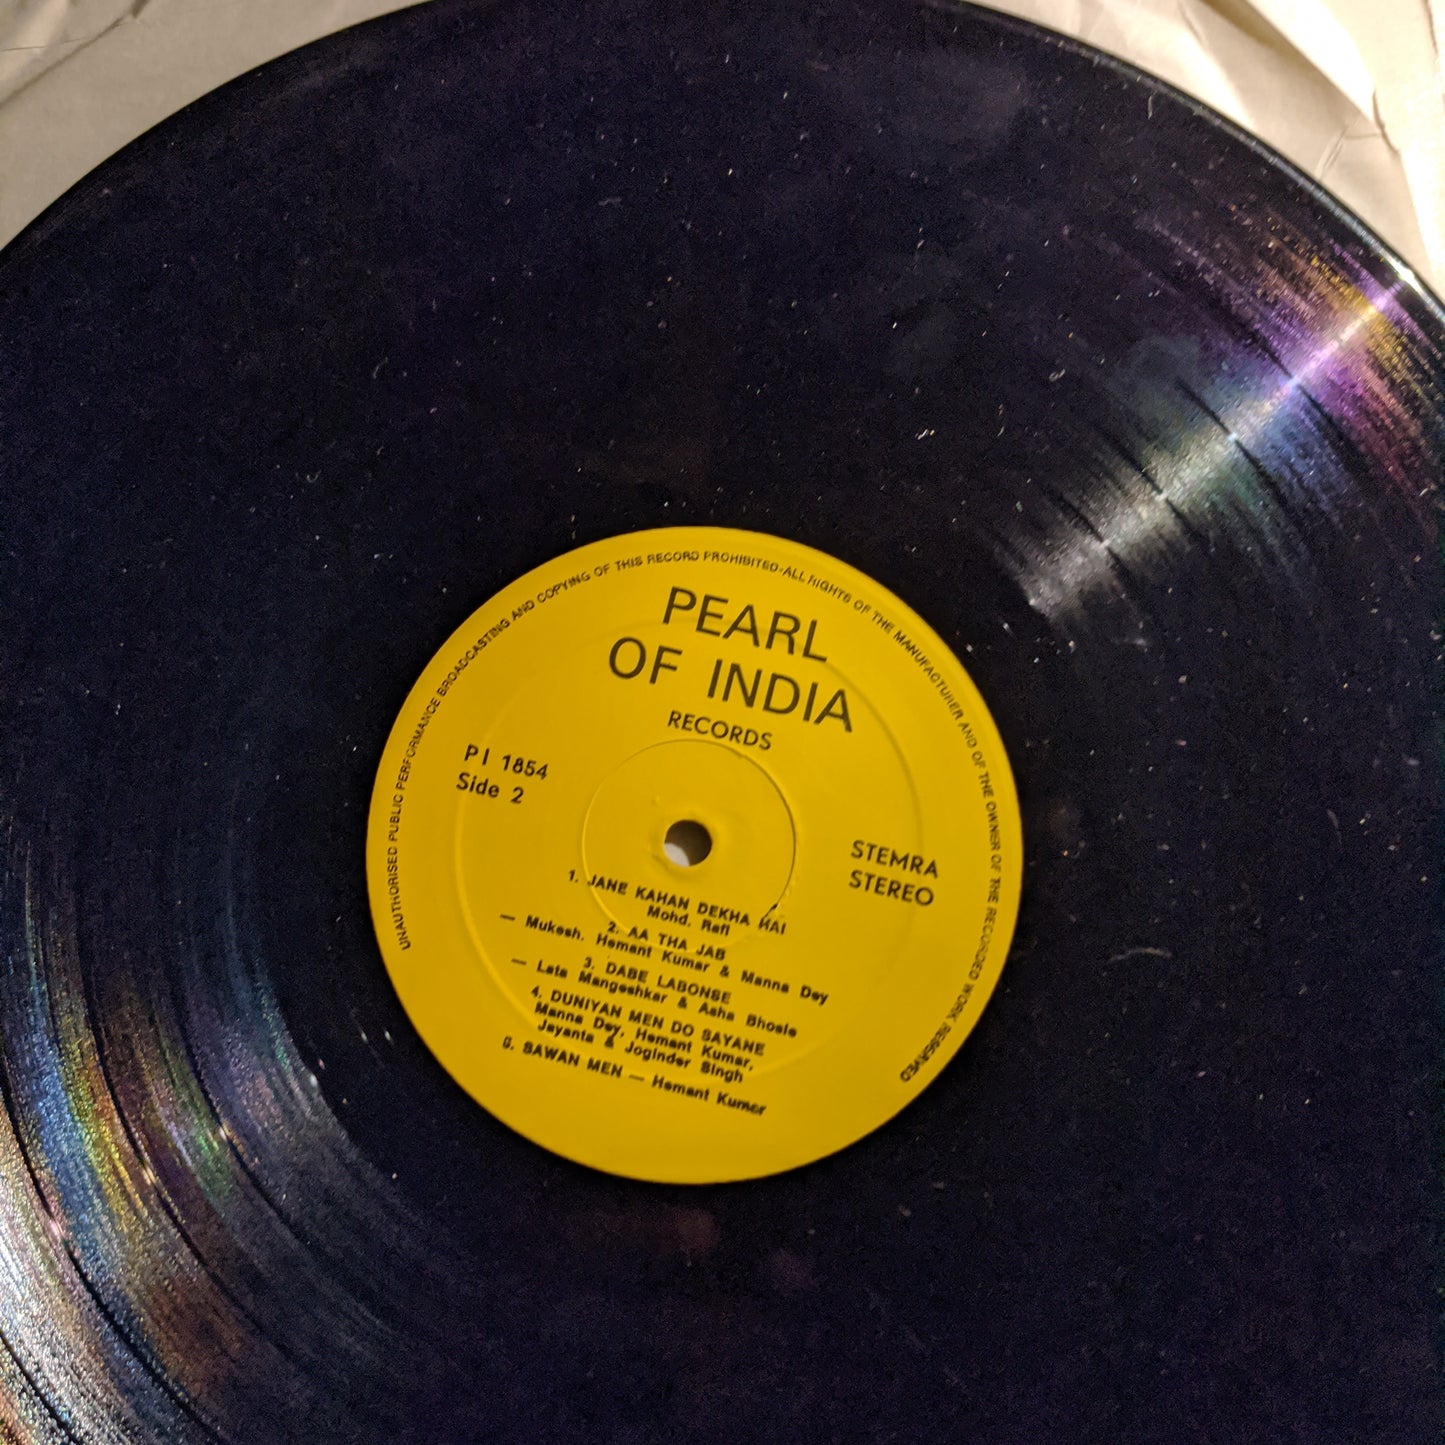 UNAUTHORISED PUBLIC PERFORMANCE BROADCASTING AND COPYING OF THIS RECORD PROHIBITED-ALL RIGHTS OF THE MANUFACTURER AND OF THE OWNER OF THE RECORDED WORK RESERVED
PEARL
OF INDIA
RECORDS
PI 1854
Side 2
STEMRA
STEREO
1. JANE KAHAN DEKHA HAI
Mohd. Rafi
2. AA THA JAB
— Mukesh. Hemant Kumar & Manna Dey
3. DABE LABONSE
— Lata Mangeshkar & Asha Bhosle
4. DUNIYAN MEN DO SAYANE
Manna Dey, Hemant Kumar,
Jayanta & Joginder Singh
5. SAWAN MEN — Hemant Kumar